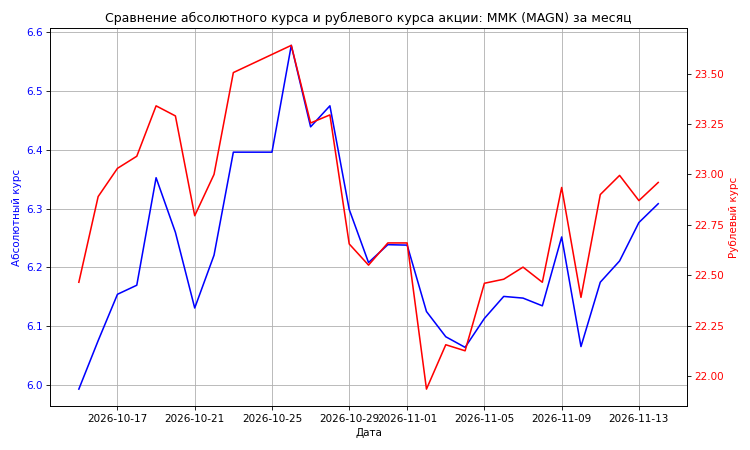 Сравнение абсолютного курса и рублевого курса акции: ММК (MAGN) за месяц
6.6
6.5
6.4
6.3
6.2
6.1
6.0
Абсолютный курс
23.50
23.25
23.00
22.75
22.50
22.25
22.00
Рублевый курс
2026-10-17 2026-10-21 2026-10-25 2026-10-29 2026-11-01 2026-11-05 2026-11-09 2026-11-13
Дата